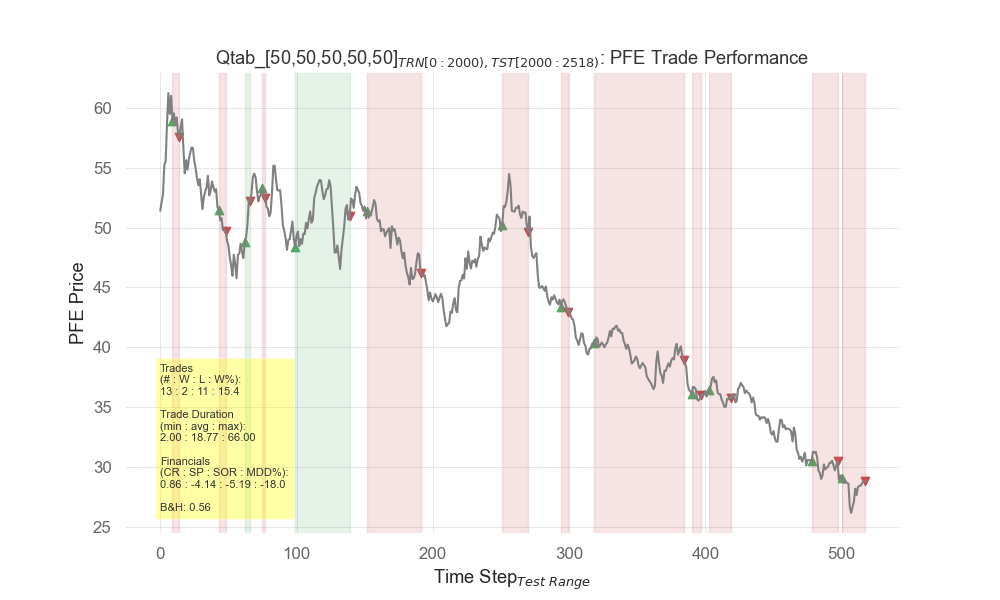 Qtab_[50,50,50,50,50]TRN[0:2000),TST[2000:2518): PFE Trade Performance
60
55
50
45
40
35
30
25
PFE Price
Trades
(# : W : L : W%):
13 : 2 : 11 : 15.4
Trade Duration
(min : avg : max):
2.00 : 18.77 : 66.00
Financials
(CR : SP : SOR : MDD%):
0.86 : -4.14 : -5.19 : -18.0
B&H: 0.56
0 100 200 300 400 500
Time StepTest Range